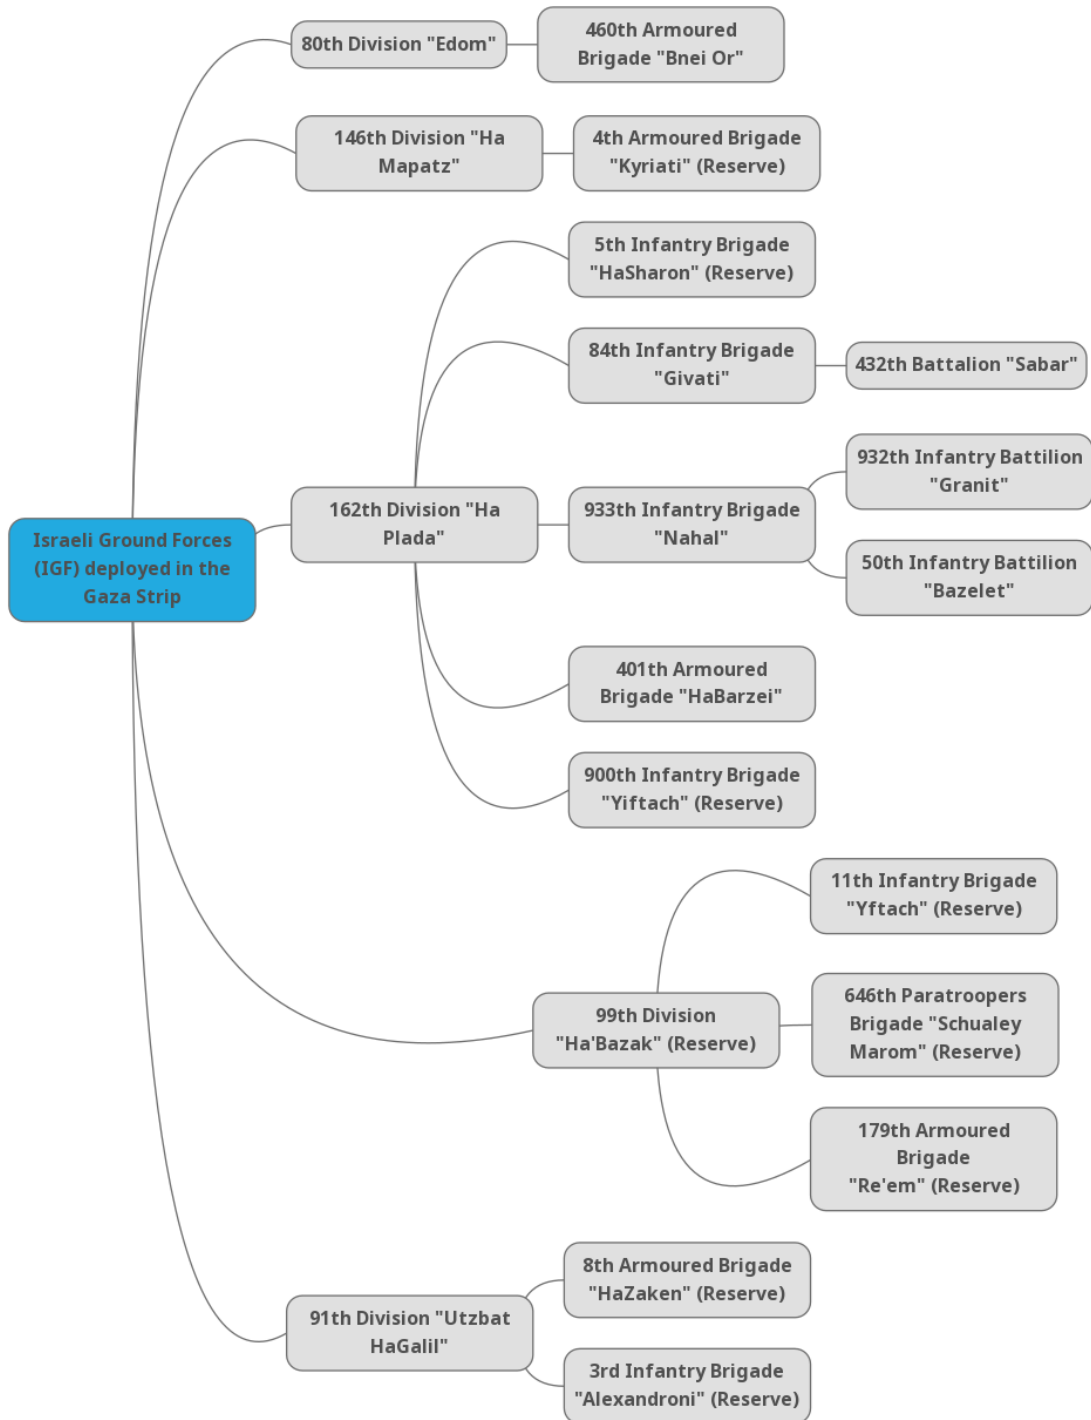 80th Division "Edom"
460th Armoured
Brigade "Bnei Or"
146th Division "Ha
Mapatz"
4th Armoured Brigade
"Kyriati" (Reserve)
5th Infantry Brigade
"HaSharon" (Reserve)
84th Infantry Brigade
"Givati"
432th Battalion "Sabar"
932th Infantry Battilion
"Granit"
162th Division "Ha
Plada"
933th Infantry Brigade
"Nahal"
Israeli Ground Forces
(IGF) deployed in the
Gaza Strip
50th Infantry Battilion
"Bazelet"
401th Armoured
Brigade "HaBarzei"
900th Infantry Brigade
"Yiftach" (Reserve)
11th Infantry Brigade
"Yftach" (Reserve)
99th Division
"Ha'Bazak" (Reserve)
646th Paratroopers
Brigade "Schualey
Marom" (Reserve)
179th Armoured
Brigade
"Re'em" (Reserve)
8th Armoured Brigade
"HaZaken" (Reserve)
91th Division "Utzbat
HaGalil"
3rd Infantry Brigade
"Alexandroni" (Reserve)